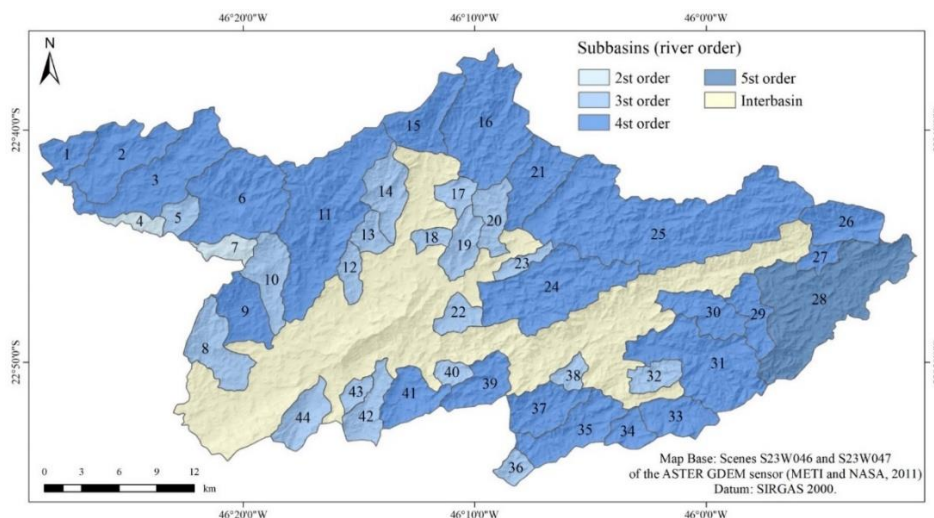 46°20'0"W 46°10'0"W 46°0'0"W
N
Subbasins (river order)
2st order
3st order
4st order
5st order
Interbasin
22°40'0"S
22°50'0"S
1
2
3
4
5
6
7
8
9
10
11
12
13
14
15
16
17
18
19
20
21
22
23
24
25
26
27
28
29
30
31
32
33
34
35
36
37
38
39
40
41
42
43
44
0 3 6 9 12
km
Map Base: Scenes S23W046 and S23W047
of the ASTER GDEM sensor (METI and NASA, 2011)
Datum: SIRGAS 2000.
46°20'0"W 46°10'0"W 46°0'0"W